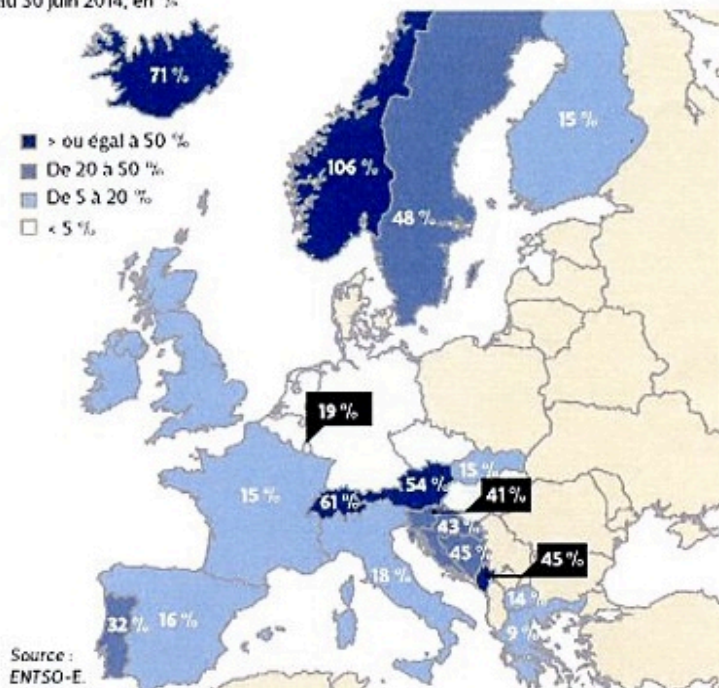 au 30 juin 2014, en %
71 %
> ou égal à 50 %
De 20 à 50 %
De 5 à 20 %
< 5 %
106 %
48 %
15 %
19 %
15 %
61 %
54 %
15 %
41 %
43 %
45 %
45 %
18 %
32 %
16 %
14 %
9 %
Source :
ENTSO-E.